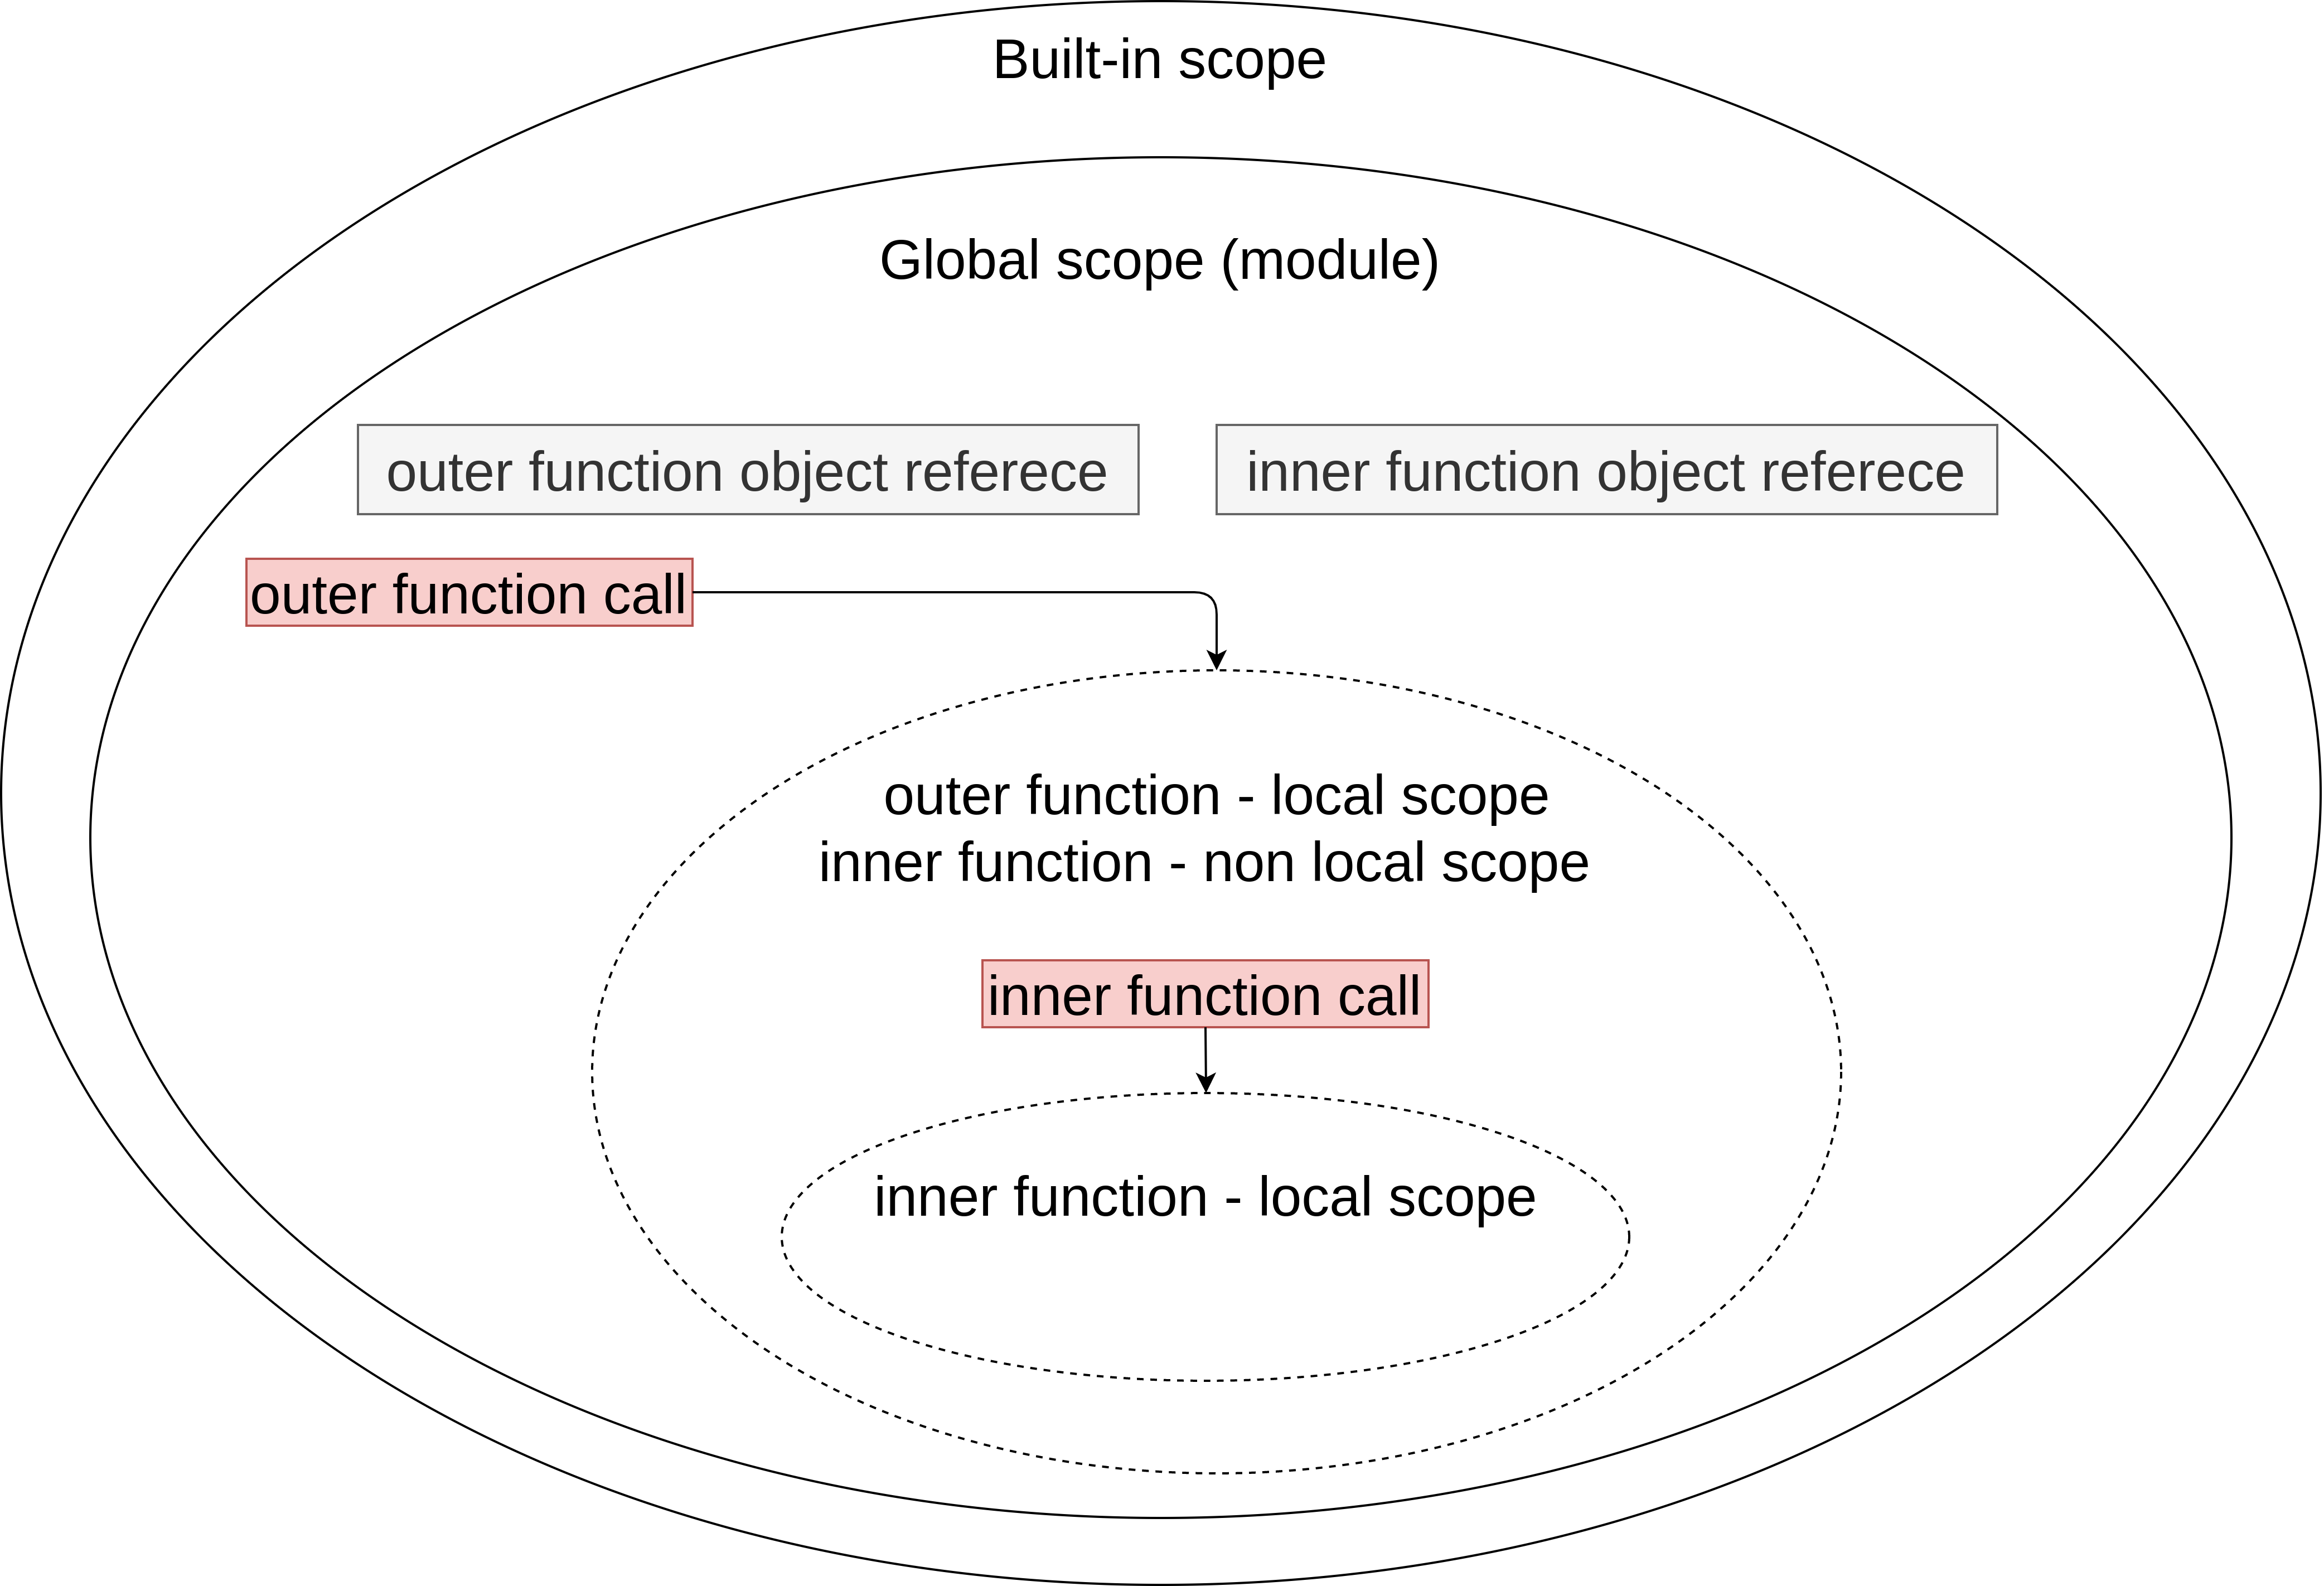 Built-in scope
Global scope (module)
outer function object referece
inner function object referece
outer function call
outer function - local scope
inner function - non local scope
inner function call
inner function - local scope